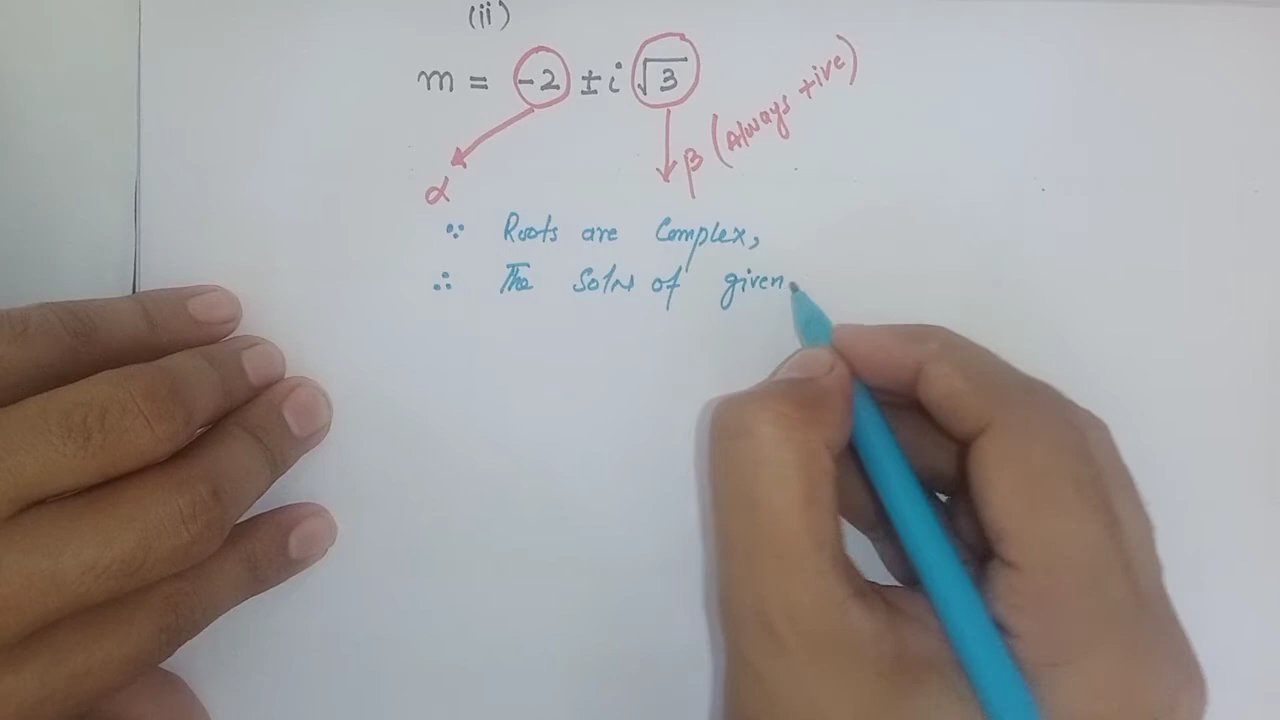 (ii)
m = -2 ± i √3
α
β (Always +ive)
∵ Roots are Complex,
∴ The Soln of given